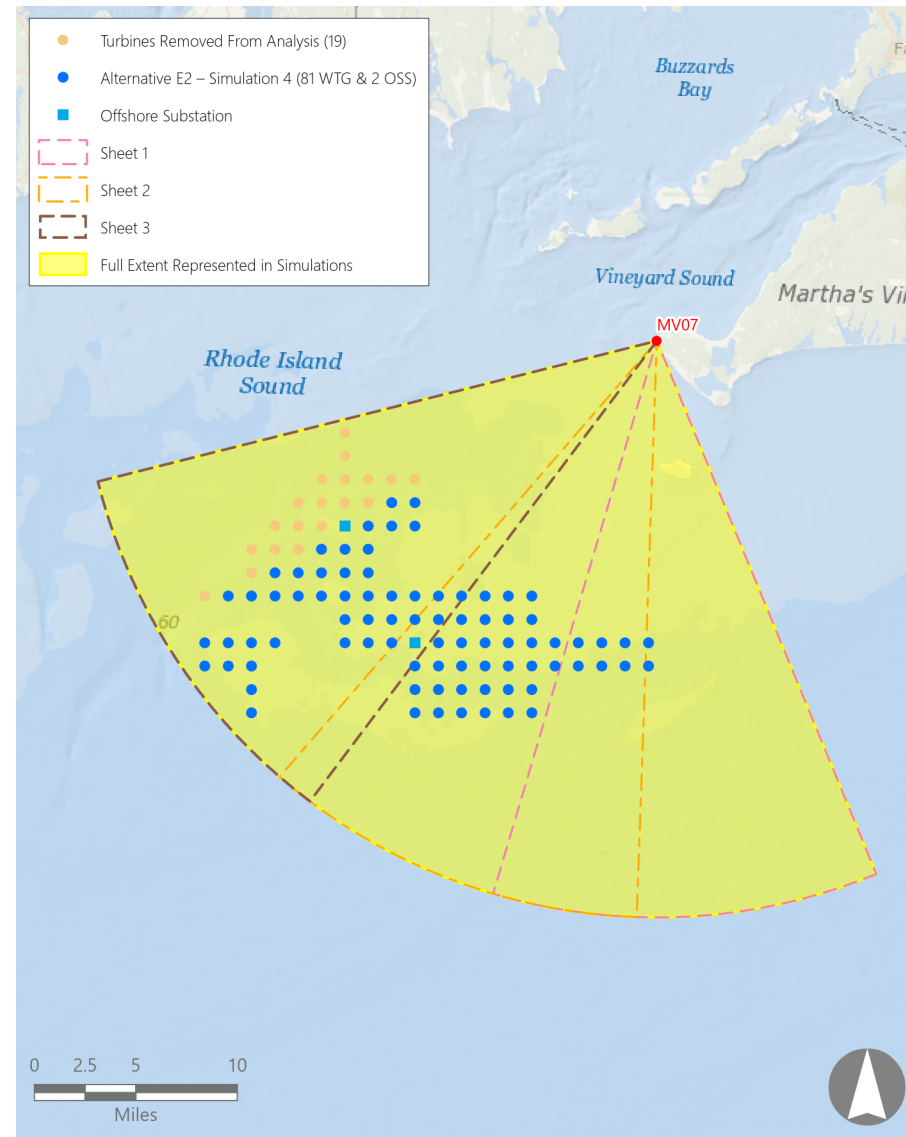 Turbines Removed From Analysis (19)
Alternative E2 – Simulation 4 (81 WTG & 2 OSS)
Offshore Substation
Sheet 1
Sheet 2
Sheet 3
Full Extent Represented in Simulations
Buzzards
Bay
Fa
Vineyard Sound
Martha's Vi
MV07
Rhode Island
Sound
60
0 2.5 5 10
Miles